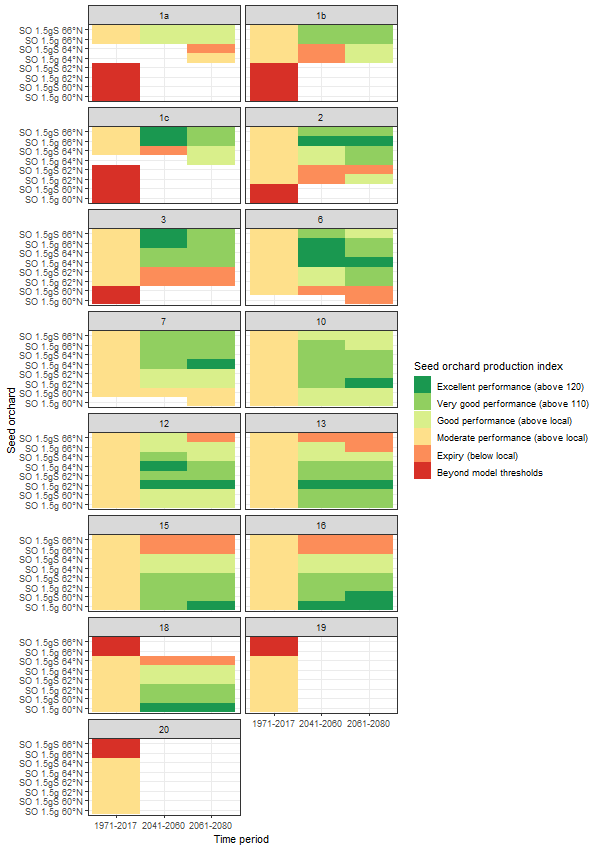 1a
1b
SO 1.5gS 66°N
SO 1.5g 66°N
SO 1.5gS 64°N
SO 1.5g 64°N
SO 1.5gS 62°N
SO 1.5g 62°N
SO 1.5gS 60°N
SO 1.5g 60°N
1c
2
SO 1.5gS 66°N
SO 1.5g 66°N
SO 1.5gS 64°N
SO 1.5g 64°N
SO 1.5gS 62°N
SO 1.5g 62°N
SO 1.5gS 60°N
SO 1.5g 60°N
3
6
SO 1.5gS 66°N
SO 1.5g 66°N
SO 1.5gS 64°N
SO 1.5g 64°N
SO 1.5gS 62°N
SO 1.5g 62°N
SO 1.5gS 60°N
SO 1.5g 60°N
7
10
SO 1.5gS 66°N
SO 1.5g 66°N
SO 1.5gS 64°N
SO 1.5g 64°N
SO 1.5gS 62°N
SO 1.5g 62°N
SO 1.5gS 60°N
SO 1.5g 60°N
12
13
SO 1.5gS 66°N
SO 1.5g 66°N
SO 1.5gS 64°N
SO 1.5g 64°N
SO 1.5gS 62°N
SO 1.5g 62°N
SO 1.5gS 60°N
SO 1.5g 60°N
15
16
SO 1.5gS 66°N
SO 1.5g 66°N
SO 1.5gS 64°N
SO 1.5g 64°N
SO 1.5gS 62°N
SO 1.5g 62°N
SO 1.5gS 60°N
SO 1.5g 60°N
18
19
SO 1.5gS 66°N
SO 1.5g 66°N
SO 1.5gS 64°N
SO 1.5g 64°N
SO 1.5gS 62°N
SO 1.5g 62°N
SO 1.5gS 60°N
SO 1.5g 60°N
1971-2017 2041-2060 2061-2080
20
SO 1.5gS 66°N
SO 1.5g 66°N
SO 1.5gS 64°N
SO 1.5g 64°N
SO 1.5gS 62°N
SO 1.5g 62°N
SO 1.5gS 60°N
SO 1.5g 60°N
1971-2017 2041-2060 2061-2080
Time period
Seed orchard
Seed orchard production index
Excellent performance (above 120)
Very good performance (above 110)
Good performance (above local)
Moderate performance (above local)
Expiry (below local)
Beyond model thresholds